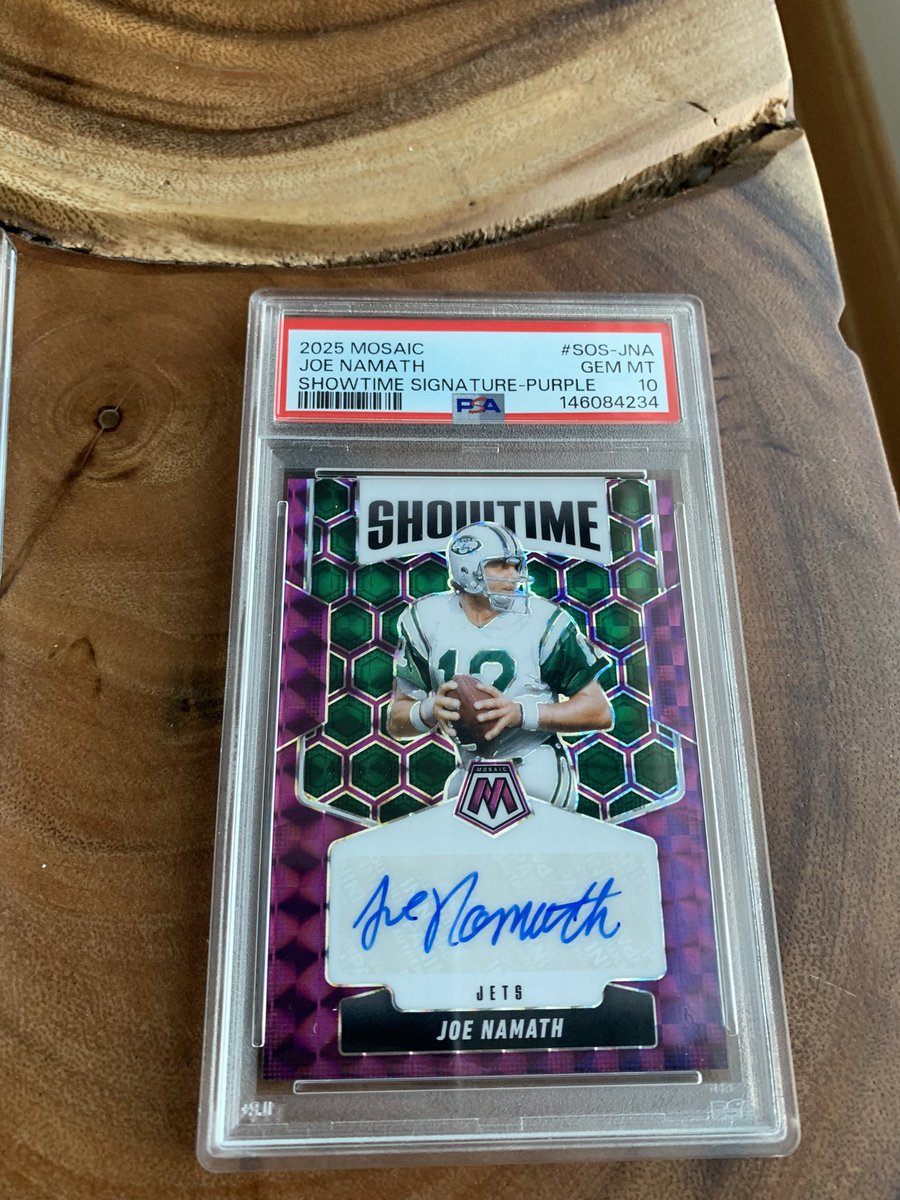 2025 MOSAIC #SOS-JNA
JOE NAMATH GEM MT
SHOWTIME SIGNATURE-PURPLE 10
PSA 146084234
SHOWTIME
12
MOSAIC
M
Joe Namath
JETS
JOE NAMATH